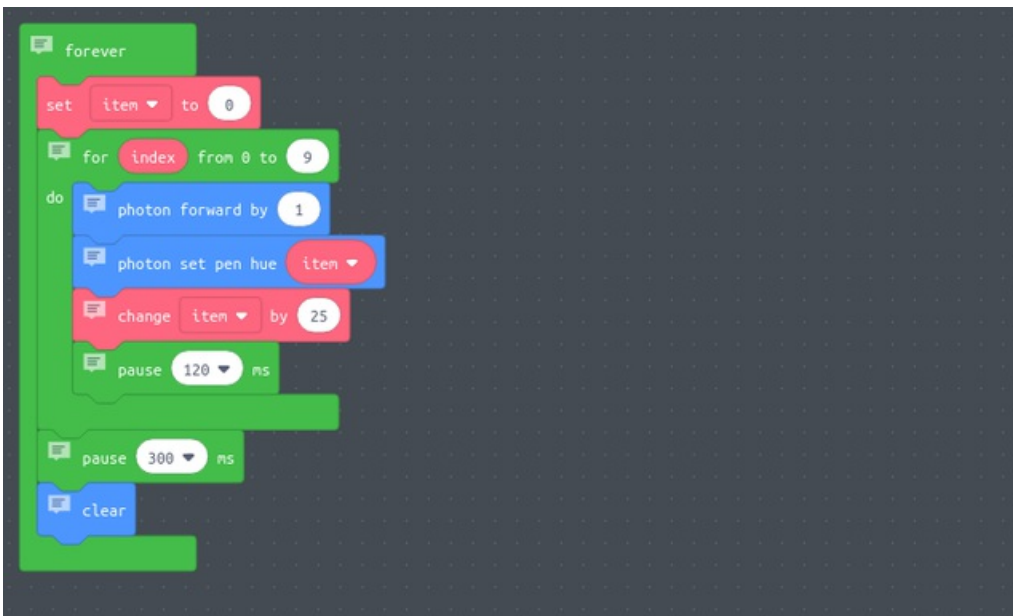 forever
set item to 0
for index from 0 to 9
do
photon forward by 1
photon set pen hue item
change item by 25
pause 120 ms
pause 300 ms
clear